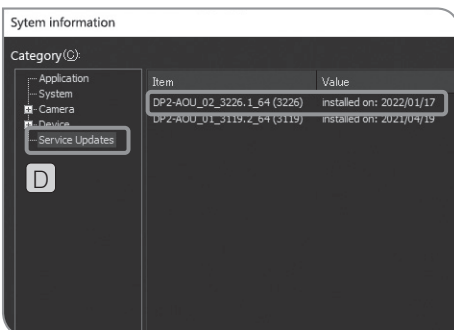 Sytem information
Category(C):
Application
System
Camera
Device
Service Updates
D
Item Value
DP2-AOU_02_3226.1_64 (3226) installed on: 2022/01/17
DP2-AOU_01_3119.2_64 (3119) installed on: 2021/04/19